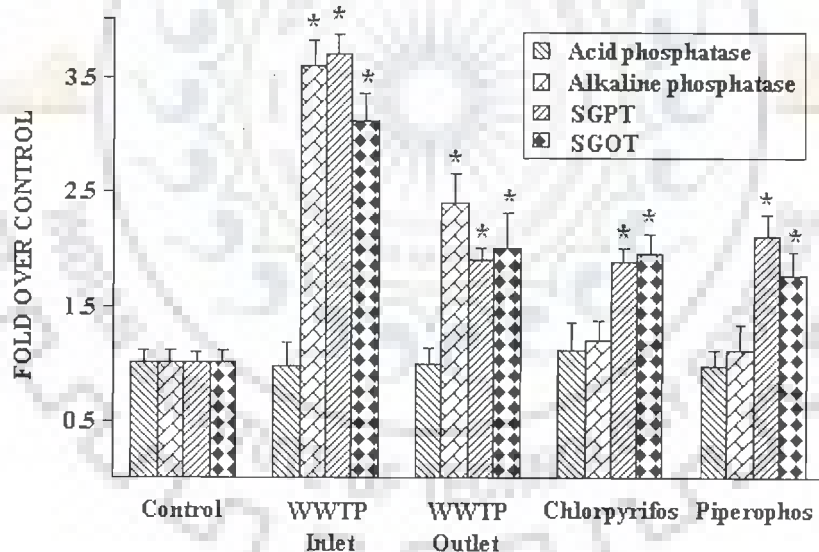 FOLD OVER CONTROL
3.5
2.5
1.5
0.5
* * *
* * *
* *
* *
Acid phosphatase
Alkaline phosphatase
SGPT
SGOT
Control
WWTP Inlet
WWTP Outlet
Chlorpyrifos
Piperophos